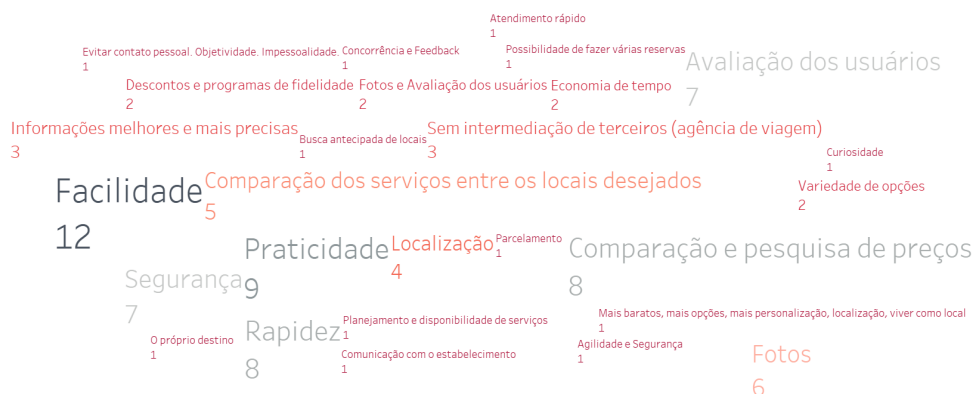 Atendimento rápido
1
Evitar contato pessoal. Objetividade. Impessoalidade.
1
Concorrência e Feedback
1
Possibilidade de fazer várias reservas
1
Avaliação dos usuários
7
Descontos e programas de fidelidade
2
Fotos e Avaliação dos usuários
2
Economia de tempo
2
Informações melhores e mais precisas
3
Busca antecipada de locais
1
Sem intermediação de terceiros (agência de viagem)
3
Curiosidade
1
Facilidade
12
Comparação dos serviços entre os locais desejados
5
Variedade de opções
2
Praticidade
9
Localização
4
Parcelamento
1
Comparação e pesquisa de preços
8
Segurança
7
Rapidez
8
Planejamento e disponibilidade de serviços
1
Mais baratos, mais opções, mais personalização, localização, viver como local
1
O próprio destino
1
Comunicação com o estabelecimento
1
Agilidade e Segurança
1
Fotos
6